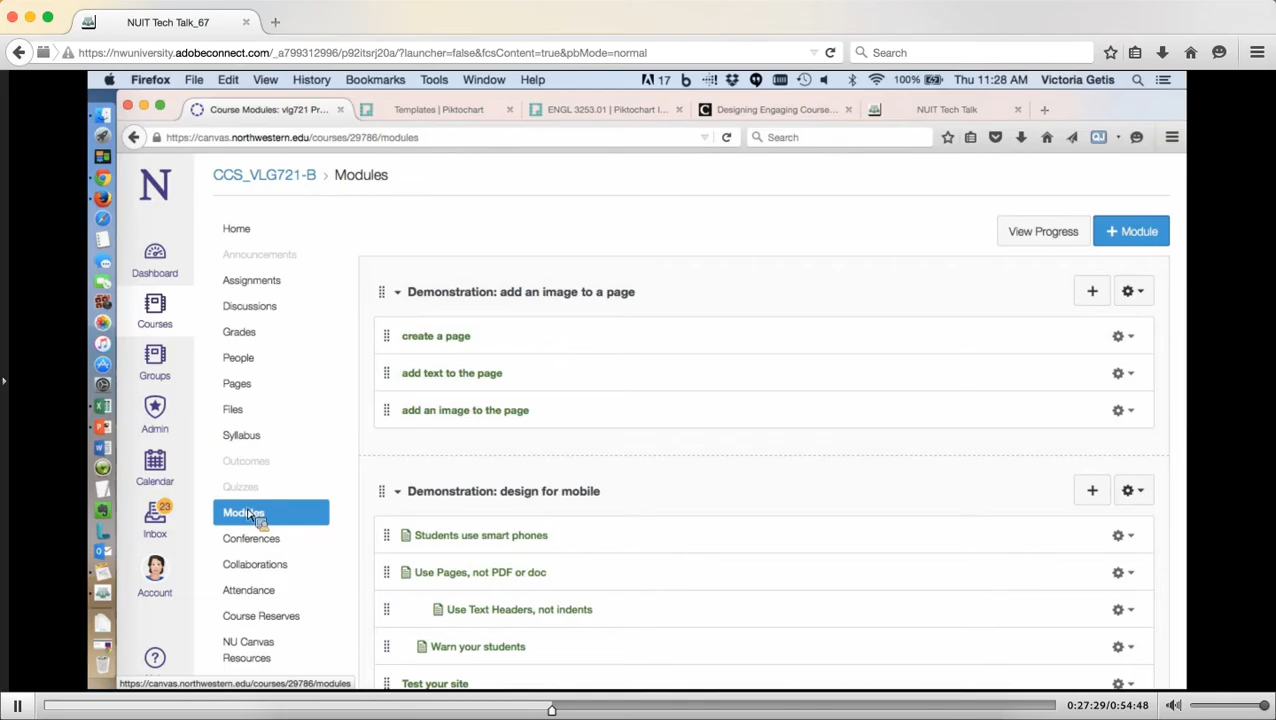 NUIT Tech Talk_67
https://nwuniversity.adobeconnect.com/_a799312996/p92itsrj20a/?launcher=false&fcsContent=true&pbMode=normal
Search
Firefox File Edit View History Bookmarks Tools Window Help
17
100%
Thu 11:28 AM Victoria Getis
Course Modules: vlg721 Pr...
Templates | Piktochart
ENGL 3253.01 | Piktochart I...
Designing Engaging Course...
NUIT Tech Talk
https://canvas.northwestern.edu/courses/29786/modules
Search
N
CCS_VLG721-B > Modules
Dashboard
Courses
Groups
Admin
Calendar
23
Inbox
Account
Home
Announcements
Assignments
Discussions
Grades
People
Pages
Files
Syllabus
Outcomes
Quizzes
Modules
Conferences
Collaborations
Attendance
Course Reserves
NU Canvas
Resources
View Progress
+ Module
Demonstration: add an image to a page
create a page
add text to the page
add an image to the page
Demonstration: design for mobile
Students use smart phones
Use Pages, not PDF or doc
Use Text Headers, not indents
Warn your students
Test your site
https://canvas.northwestern.edu/courses/29786/modules
0:27:29/0:54:48